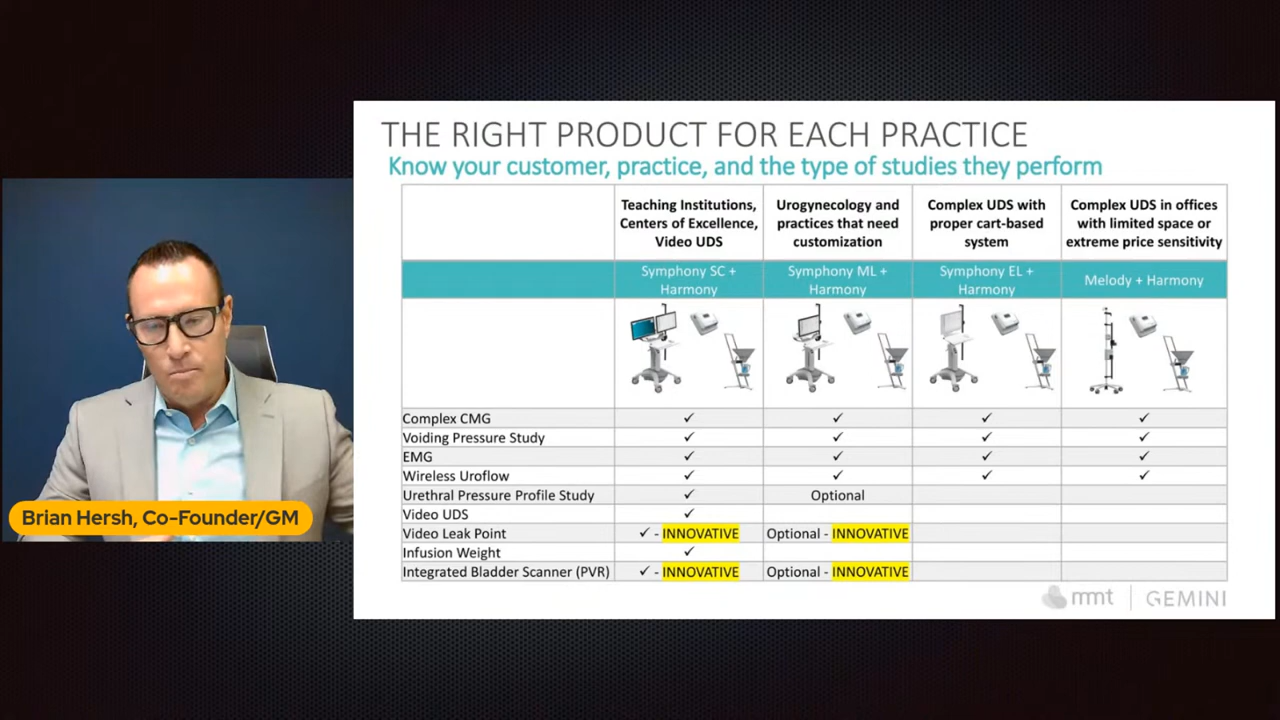 THE RIGHT PRODUCT FOR EACH PRACTICE
Know your customer, practice, and the type of studies they perform
Teaching Institutions, Centers of Excellence, Video UDS
Urogynecology and practices that need customization
Complex UDS with proper cart-based system
Complex UDS in offices with limited space or extreme price sensitivity
Symphony SC + Harmony
Symphony ML + Harmony
Symphony EL + Harmony
Melody + Harmony
Complex CMG ✓ ✓ ✓ ✓
Voiding Pressure Study ✓ ✓ ✓ ✓
EMG ✓ ✓ ✓ ✓
Wireless Uroflow ✓ ✓ ✓ ✓
Urethral Pressure Profile Study ✓ Optional
Video UDS ✓
Video Leak Point ✓ - INNOVATIVE Optional - INNOVATIVE
Infusion Weight ✓
Integrated Bladder Scanner (PVR) ✓ - INNOVATIVE Optional - INNOVATIVE
mmt | GEMINI
Brian Hersh, Co-Founder/GM